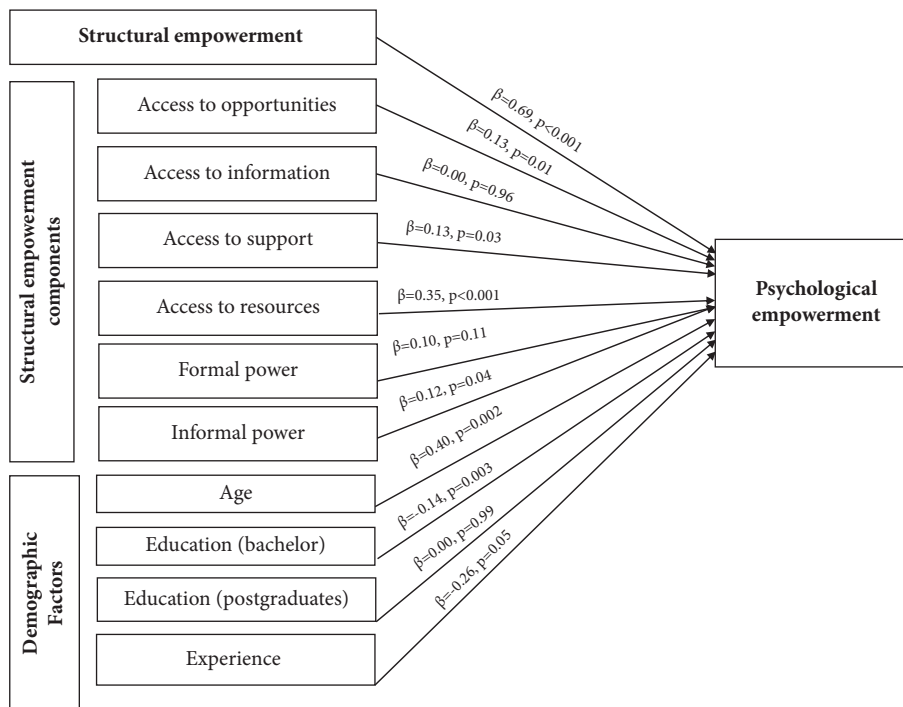 Structural empowerment
Structural empowerment
components
Access to opportunities
Access to information
Access to support
Access to resources
Formal power
Informal power
Demographic
Factors
Age
Education (bachelor)
Education (postgraduates)
Experience
β=0.69, p<0.001
β=0.13, p=0.01
β=0.00, p=0.96
β=0.13, p=0.03
β=0.35, p<0.001
β=0.10, p=0.11
β=0.12, p=0.04
β=0.40, p=0.002
β=-0.14, p=0.003
β=0.00, p=0.99
β=-0.26, p=0.05
Psychological
empowerment